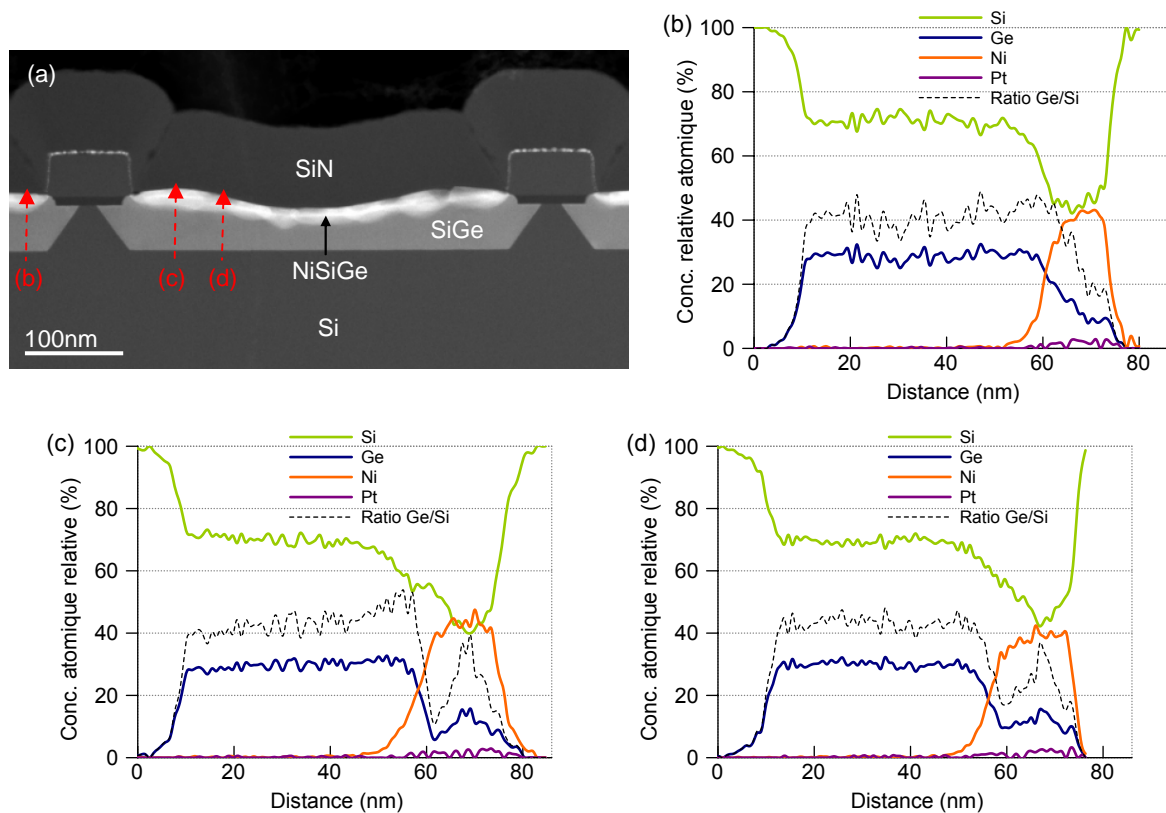 (a)
SiN
SiGe
NiSiGe
(b)
(c)
(d)
Si
100nm
(b)
Si
Ge
Ni
Pt
Ratio Ge/Si
100
80
60
40
20
0
Conc. relative atomique (%)
0 20 40 60 80
Distance (nm)
(c)
Si
Ge
Ni
Pt
Ratio Ge/Si
100
80
60
40
20
0
Conc. atomique relative (%)
0 20 40 60 80
Distance (nm)
(d)
Si
Ge
Ni
Pt
Ratio Ge/Si
100
80
60
40
20
0
Conc. atomique relative (%)
0 20 40 60 80
Distance (nm)